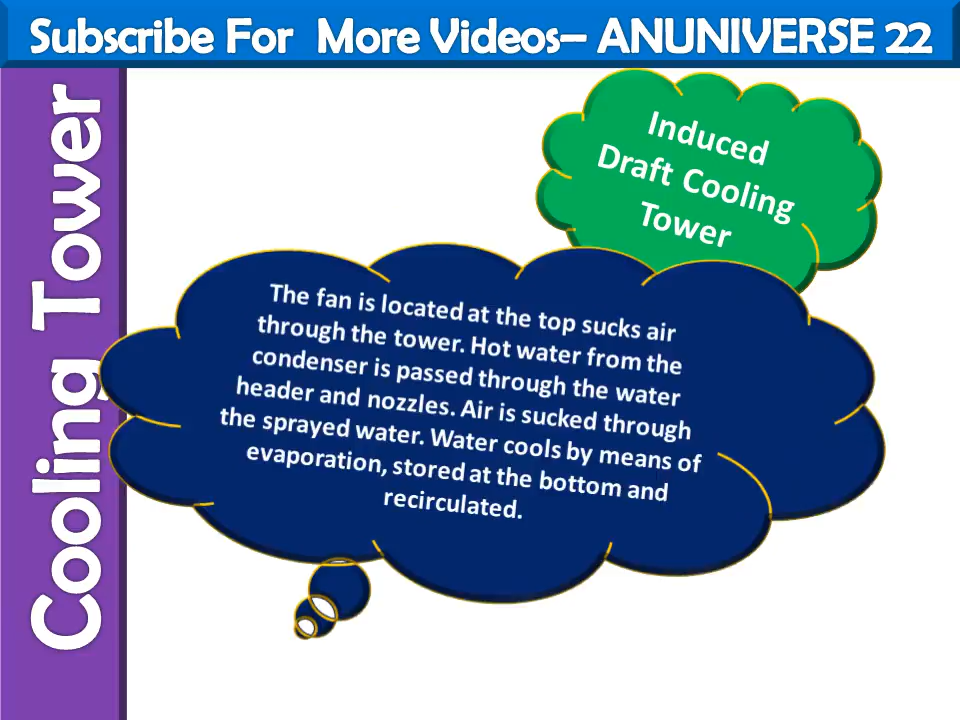 Subscribe For More Videos– ANUNIVERSE 22
Cooling Tower
Induced
Draft Cooling
Tower
The fan is located at the top sucks air
through the tower. Hot water from the
condenser is passed through the water
header and nozzles. Air is sucked through
the sprayed water. Water cools by means of
evaporation, stored at the bottom and
recirculated.